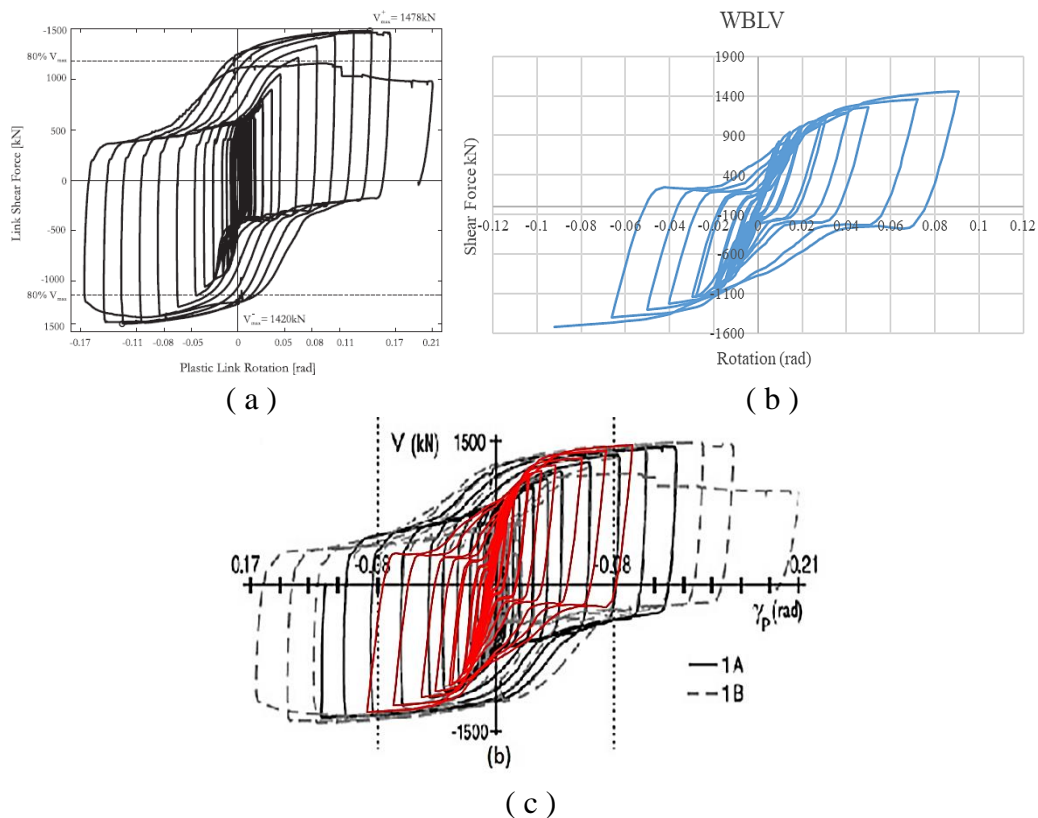 V⁺max = 1478kN
-1500
80% Vmax
1000
500
0
-500
-1000
80% Vmax
1500
V⁻max = 1420kN
Link Shear Force [kN]
-0.17 -0.11 -0.08 -0.05 0 0.05 0.08 0.11 0.17 0.21
Plastic Link Rotation [rad]
( a )
WBLV
1900
1400
900
400
-100
-600
-1100
-1600
Shear Force kN)
-0.12 -0.1 -0.08 -0.06 -0.04 -0.02 0 0.02 0.04 0.06 0.08 0.1 0.12
Rotation (rad)
( b )
V (kN) 1500
0.17 -0.08 -0.08 0.21
γp (rad)
1A
1B
-1500
(b)
( c )